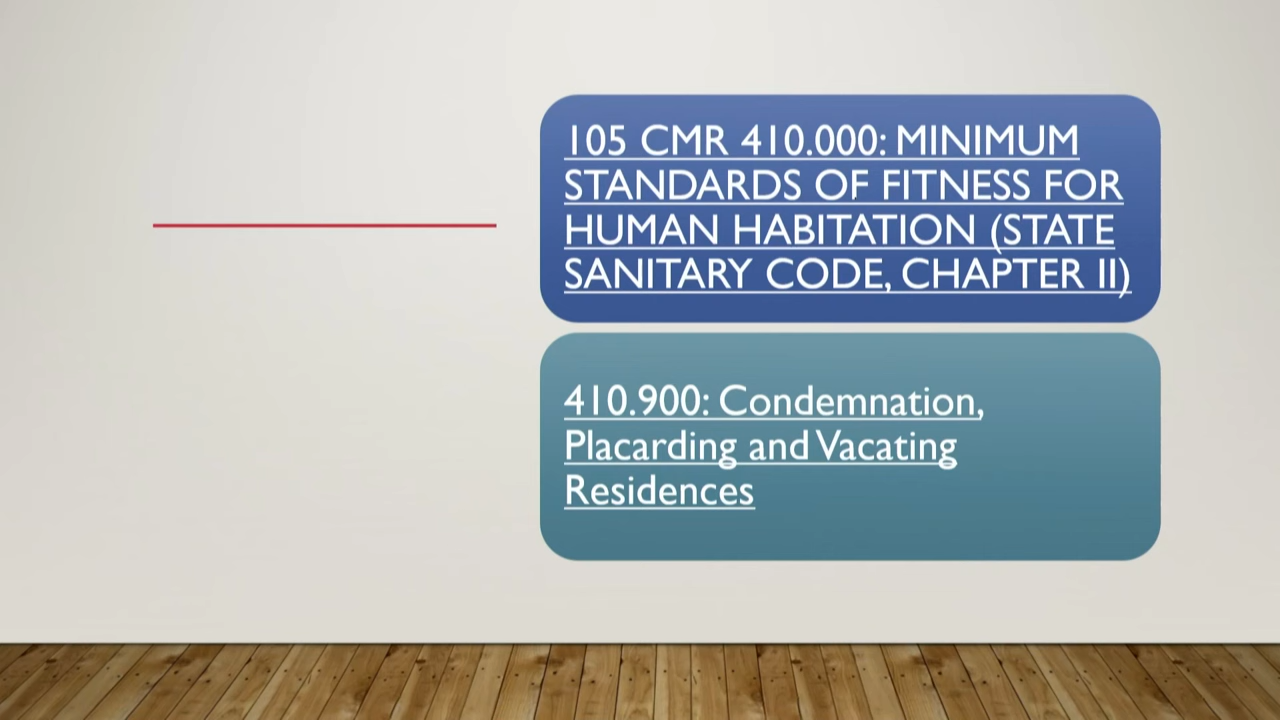 105 CMR 410.000: MINIMUM
STANDARDS OF FITNESS FOR
HUMAN HABITATION (STATE
SANITARY CODE, CHAPTER II)
410.900: Condemnation,
Placarding and Vacating
Residences